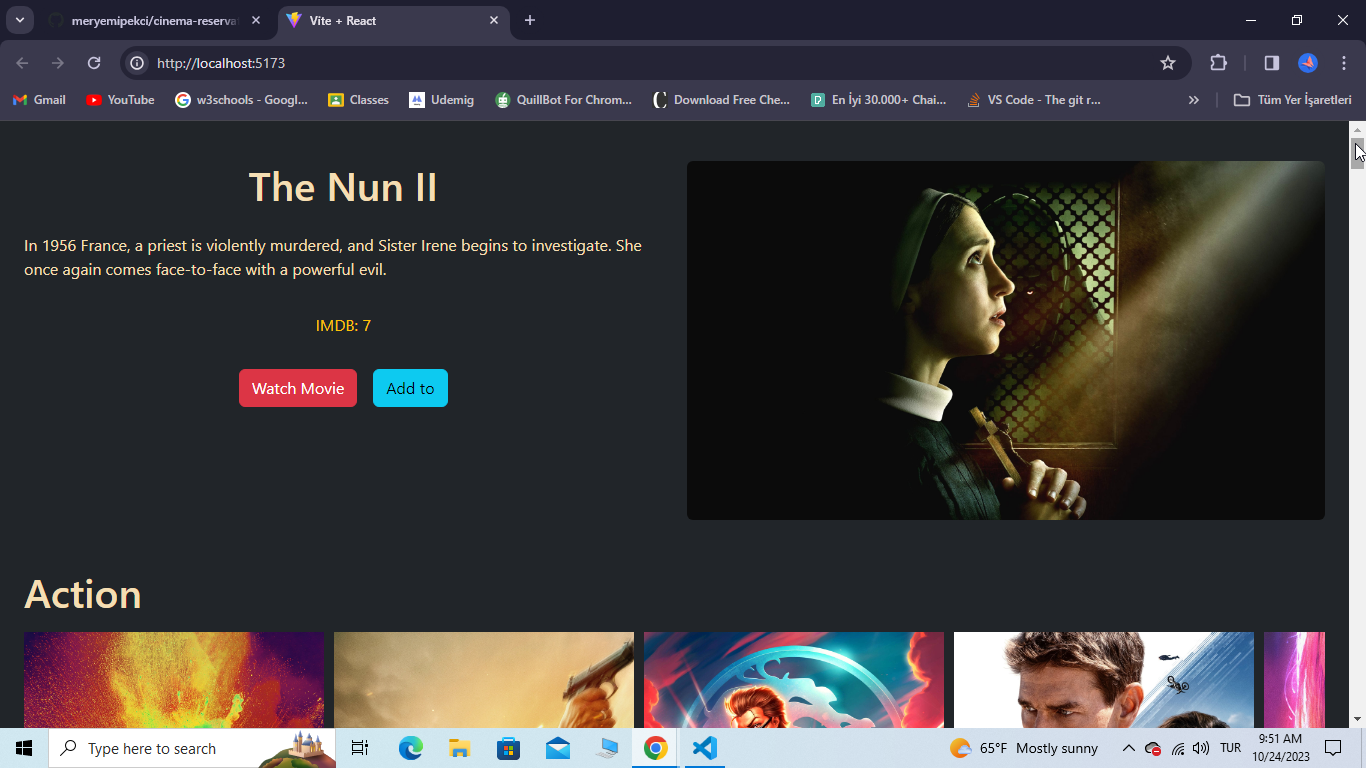 meryemipekci/cinema-reserva
Vite + React
http://localhost:5173
Gmail
YouTube
w3schools - Googl...
Classes
Udemig
QuillBot For Chrom...
Download Free Che...
En İyi 30.000+ Chai...
VS Code - The git r...
»
Tüm Yer İşaretleri
The Nun II
In 1956 France, a priest is violently murdered, and Sister Irene begins to investigate. She
once again comes face-to-face with a powerful evil.
IMDB: 7
Watch Movie
Add to
Action
Type here to search
65°F Mostly sunny
TUR
9:51 AM
10/24/2023